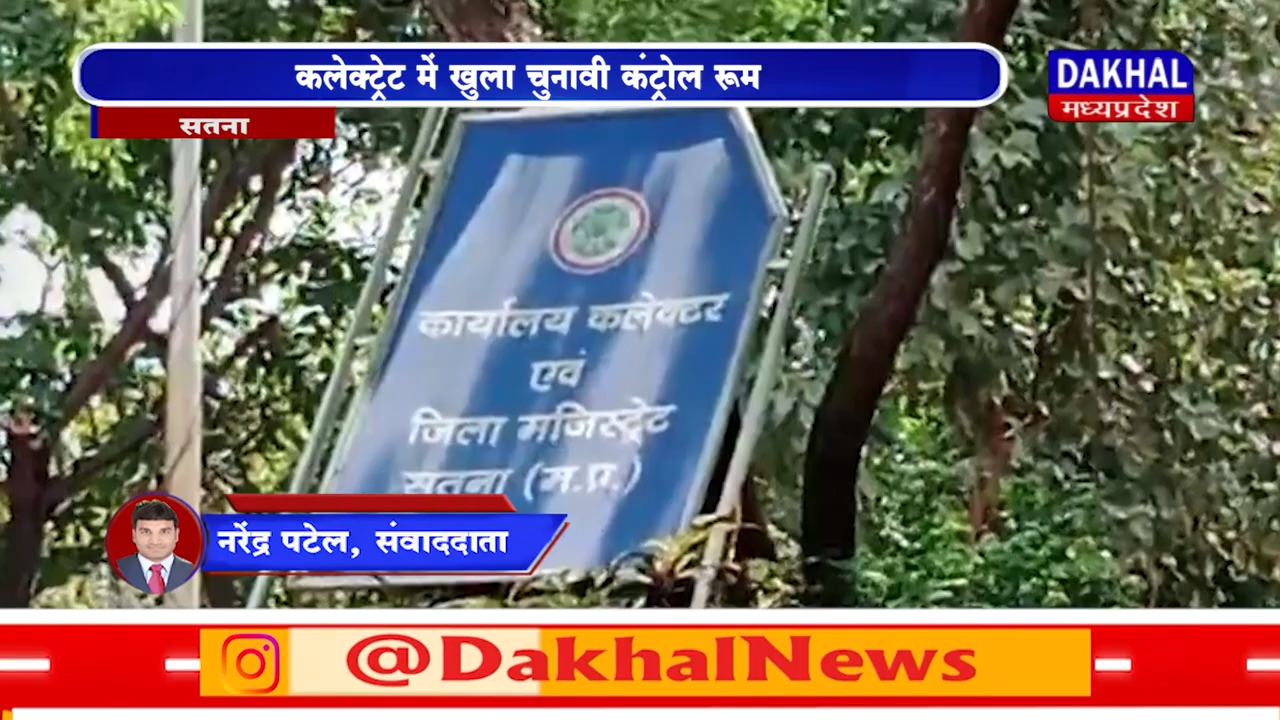 कलेक्ट्रेट में खुला चुनावी कंट्रोल रूम
DAKHAL
मध्यप्रदेश
सतना
कार्यालय कलेक्टर
एवं
जिला मजिस्ट्रेट
सतना (म.प्र.)
नरेंद्र पटेल, संवाददाता
@DakhalNews